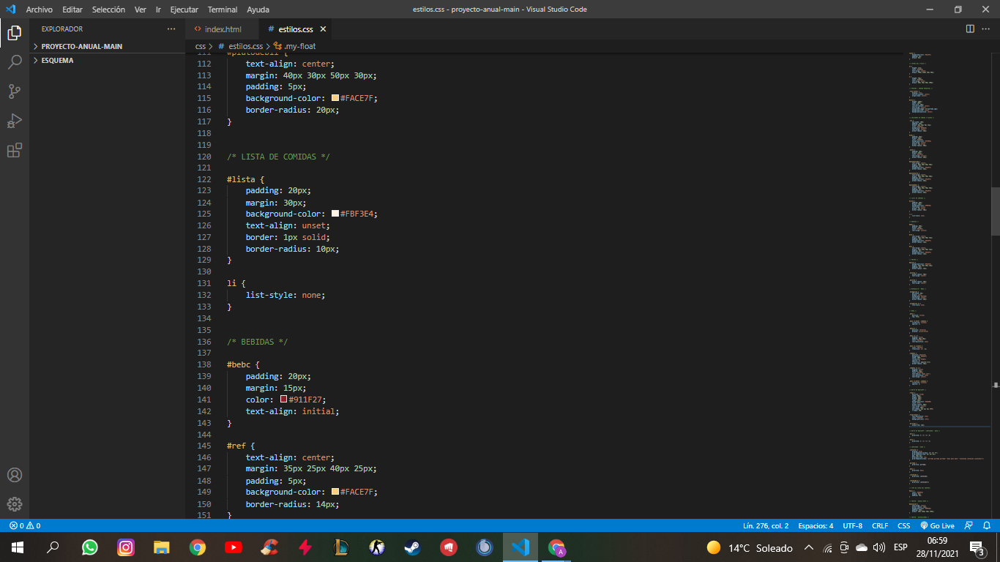 Archivo Editar Selección Ver Ir Ejecutar Terminal Ayuda
estilos.css - proyecto-anual-main - Visual Studio Code
EXPLORADOR
PROYECTO-ANUAL-MAIN
ESQUEMA
index.html
# estilos.css
css > # estilos.css > .my-float
112 text-align: center;
113 margin: 40px 30px 50px 30px;
114 padding: 5px;
115 background-color: #FACE7F;
116 border-radius: 20px;
117 }
118
119
120 /* LISTA DE COMIDAS */
121
122 #lista {
123 padding: 20px;
124 margin: 30px;
125 background-color: #FBF3E4;
126 text-align: unset;
127 border: 1px solid;
128 border-radius: 10px;
129 }
130
131 li {
132 list-style: none;
133 }
134
135
136 /* BEBIDAS */
137
138 #bebc {
139 padding: 20px;
140 margin: 15px;
141 color: #911F27;
142 text-align: initial;
143 }
144
145 #ref {
146 text-align: center;
147 margin: 35px 25px 40px 25px;
148 padding: 5px;
149 background-color: #FACE7F;
150 border-radius: 14px;
151 }
0 0
Lín. 276, col. 2 Espacios: 4 UTF-8 CRLF CSS Go Live
14°C Soleado ESP
06:59
28/11/2021
3